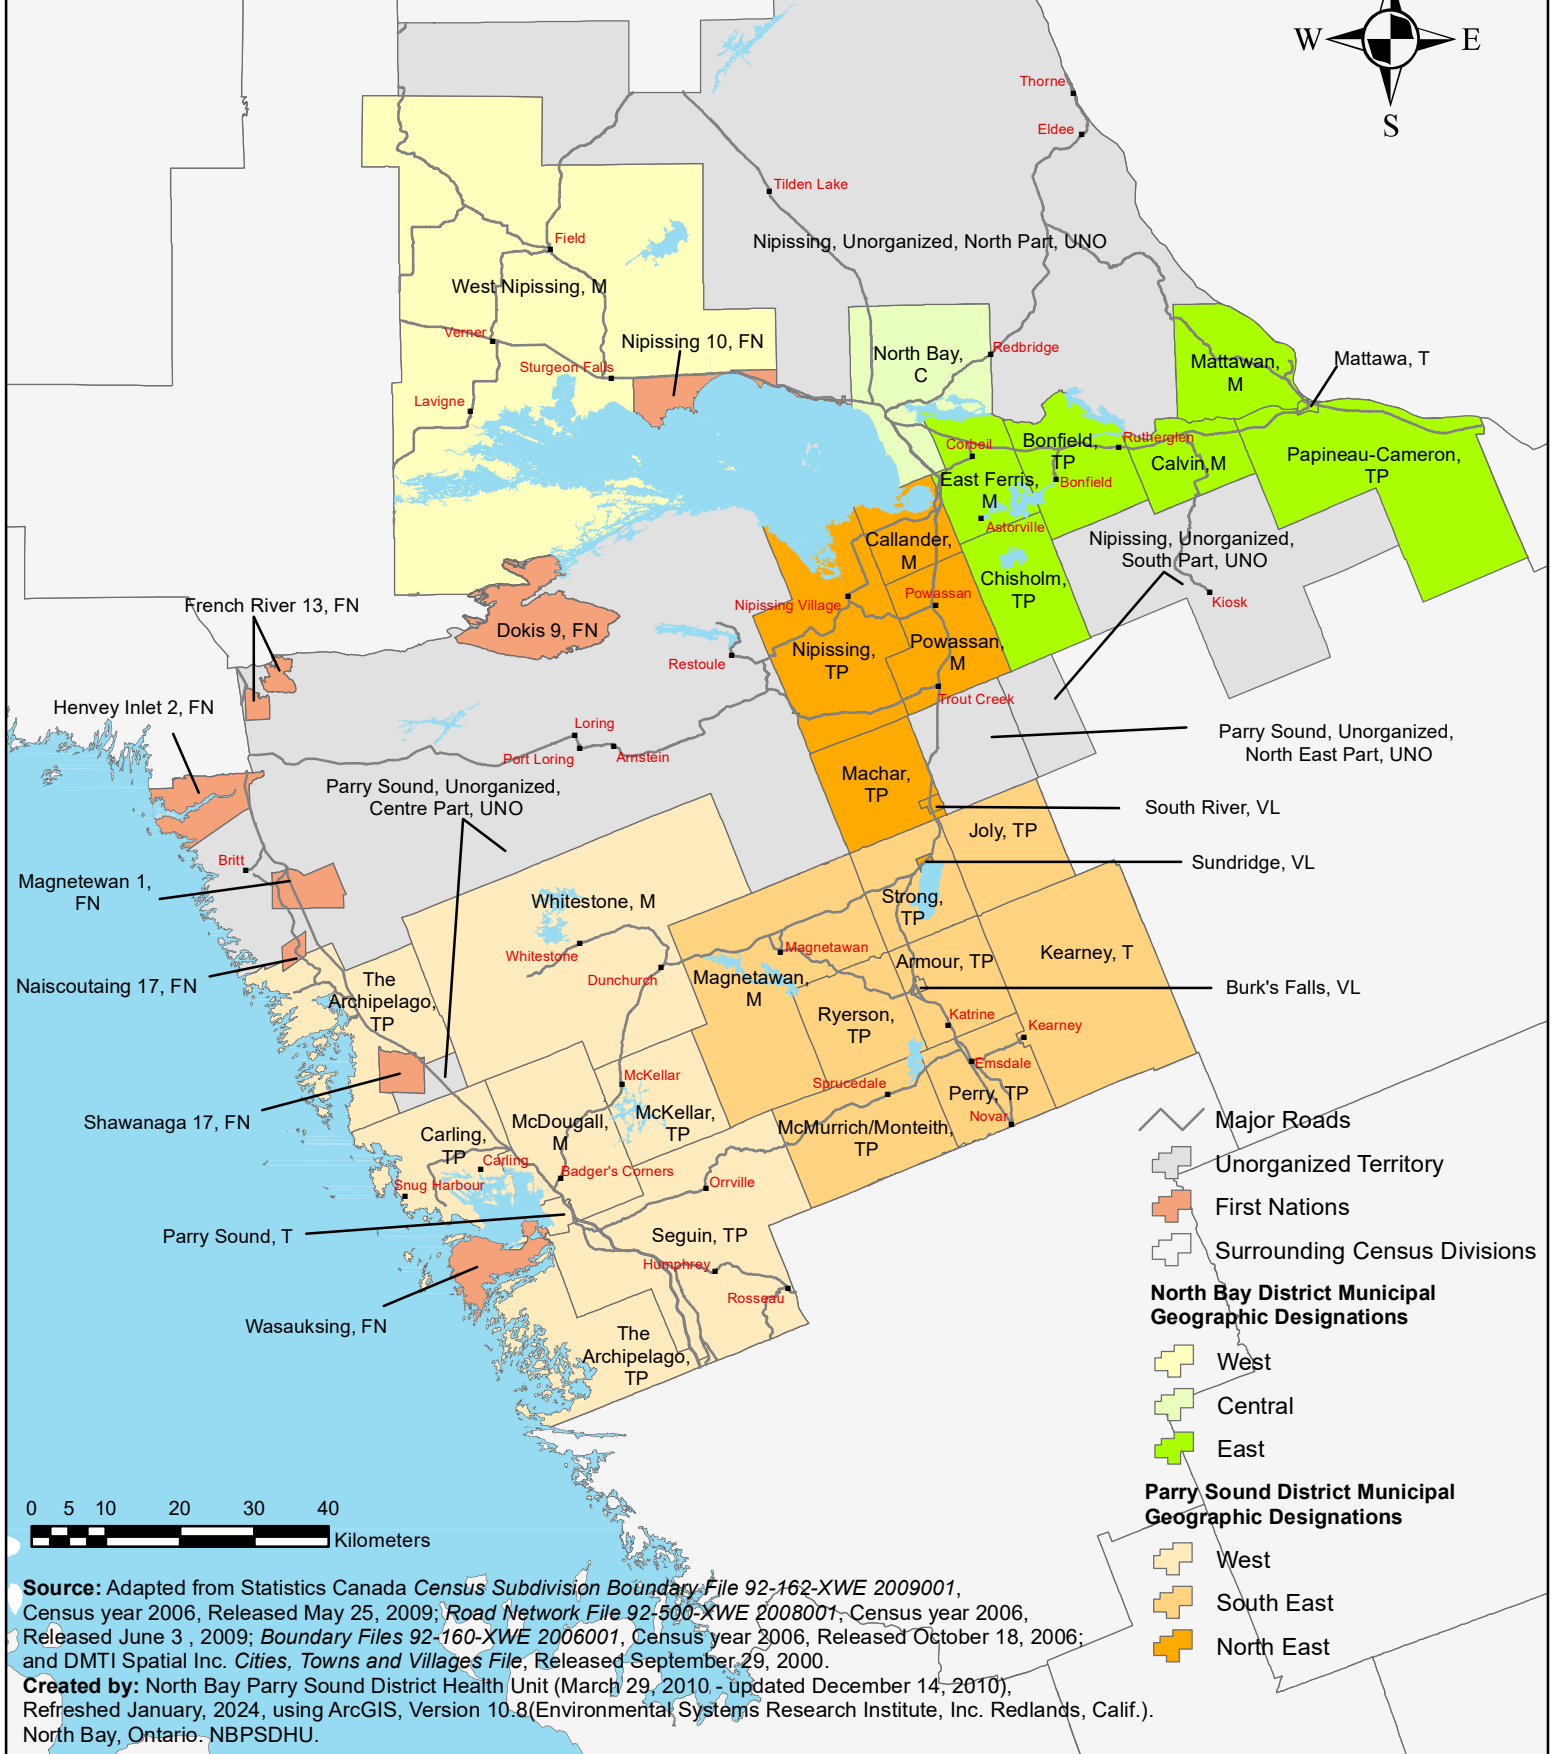 W
E
S
Thorne
Eldee
Tilden Lake
Field
Nipissing, Unorganized, North Part, UNO
West Nipissing, M
Verner
Nipissing 10, FN
Sturgeon Falls
North Bay,
C
Redbridge
Mattawan,
M
Mattawa, T
Lavigne
Corbeil
Bonfield,
TP
Rutherglen
Calvin,M
Papineau-Cameron,
TP
East Ferris,
M
Bonfield
Astorville
Callander,
M
Nipissing, Unorganized,
South Part, UNO
Chisholm,
TP
Kiosk
French River 13, FN
Dokis 9, FN
Nipissing Village
Powassan
Nipissing,
TP
Powassan,
M
Restoule
Trout Creek
Henvey Inlet 2, FN
Loring
Port Loring
Arnstein
Parry Sound, Unorganized,
North East Part, UNO
Parry Sound, Unorganized,
Centre Part, UNO
Machar,
TP
South River, VL
Joly, TP
Britt
Sundridge, VL
Magnetewan 1,
FN
Whitestone, M
Strong,
TP
Whitestone
Dunchurch
Magnetawan
Magnetawan,
M
Armour, TP
Kearney, T
Naiscoutaing 17, FN
The
Archipelago,
TP
Burk's Falls, VL
Ryerson,
TP
Katrine
Kearney
Emsdale
Sprucedale
Perry, TP
Novar
McKellar
McKellar,
TP
McMurrich/Monteith,
TP
Shawanaga 17, FN
McDougall,
M
Carling,
TP
Carling
Snug Harbour
Badger's Corners
Orrville
Parry Sound, T
Seguin, TP
Humphrey
Rosseau
Wasauksing, FN
The
Archipelago,
TP
Major Roads
Unorganized Territory
First Nations
Surrounding Census Divisions
North Bay District Municipal
Geographic Designations
West
Central
East
Parry Sound District Municipal
Geographic Designations
West
South East
North East
0 5 10 20 30 40
Kilometers
Source: Adapted from Statistics Canada Census Subdivision Boundary File 92-162-XWE 2009001,
Census year 2006, Released May 25, 2009; Road Network File 92-500-XWE 2008001, Census year 2006,
Released June 3 , 2009; Boundary Files 92-160-XWE 2006001, Census year 2006, Released October 18, 2006;
and DMTI Spatial Inc. Cities, Towns and Villages File, Released September 29, 2000.
Created by: North Bay Parry Sound District Health Unit (March 29, 2010 - updated December 14, 2010),
Refreshed January, 2024, using ArcGIS, Version 10.8(Environmental Systems Research Institute, Inc. Redlands, Calif.).
North Bay, Ontario. NBPSDHU.